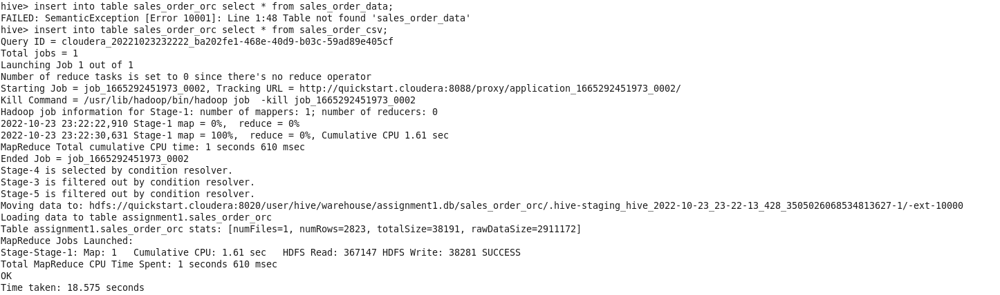 hive> insert into table sales_order_orc select * from sales_order_data;
FAILED: SemanticException [Error 10001]: Line 1:48 Table not found 'sales_order_data'
hive> insert into table sales_order_orc select * from sales_order_csv;
Query ID = cloudera_20221023232222_ba202fe1-468e-40d9-b03c-59ad89e405cf
Total jobs = 1
Launching Job 1 out of 1
Number of reduce tasks is set to 0 since there's no reduce operator
Starting Job = job_1665292451973_0002, Tracking URL = http://quickstart.cloudera:8088/proxy/application_1665292451973_0002/
Kill Command = /usr/lib/hadoop/bin/hadoop job  -kill job_1665292451973_0002
Hadoop job information for Stage-1: number of mappers: 1; number of reducers: 0
2022-10-23 23:22:22,910 Stage-1 map = 0%,  reduce = 0%
2022-10-23 23:22:30,631 Stage-1 map = 100%,  reduce = 0%, Cumulative CPU 1.61 sec
MapReduce Total cumulative CPU time: 1 seconds 610 msec
Ended Job = job_1665292451973_0002
Stage-4 is selected by condition resolver.
Stage-3 is filtered out by condition resolver.
Stage-5 is filtered out by condition resolver.
Moving data to: hdfs://quickstart.cloudera:8020/user/hive/warehouse/assignment1.db/sales_order_orc/.hive-staging_hive_2022-10-23_23-22-13_428_3505026068534813627-1/-ext-10000
Loading data to table assignment1.sales_order_orc
Table assignment1.sales_order_orc stats: [numFiles=1, numRows=2823, totalSize=38191, rawDataSize=2911172]
MapReduce Jobs Launched:
Stage-Stage-1: Map: 1   Cumulative CPU: 1.61 sec   HDFS Read: 367147 HDFS Write: 38281 SUCCESS
Total MapReduce CPU Time Spent: 1 seconds 610 msec
OK
Time taken: 18.575 seconds